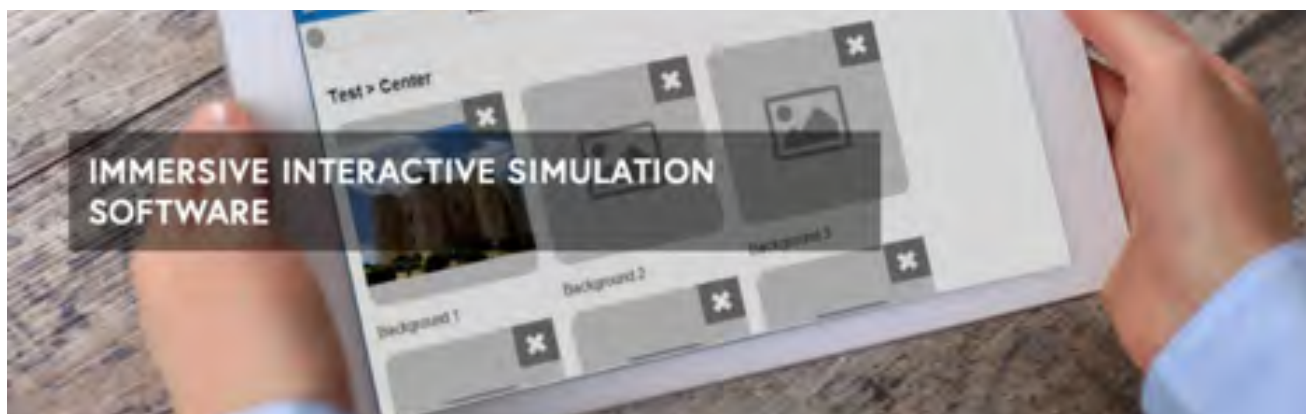 Test > Center
IMMERSIVE INTERACTIVE SIMULATION
SOFTWARE
Background 1
Background 2
Background 3